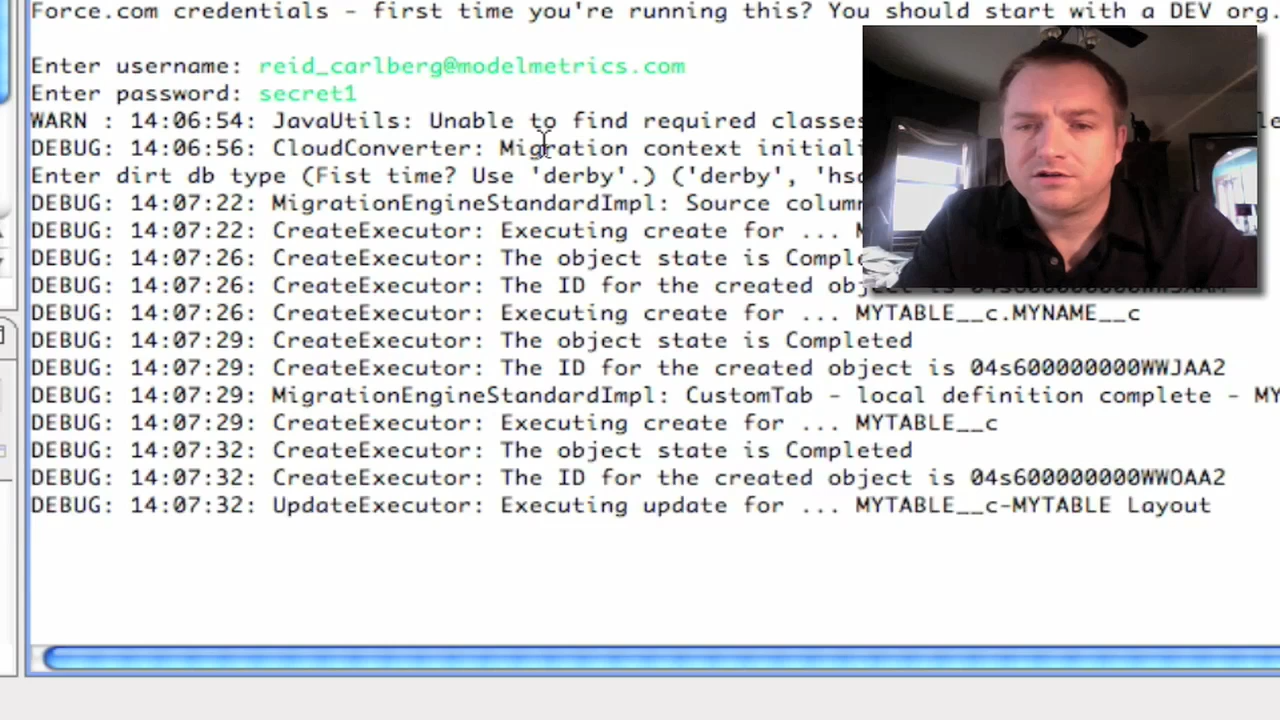 Force.com credentials - first time you're running this? You should start with a DEV org.
Enter username: reid_carlberg@modelmetrics.com
Enter password: secret1
WARN : 14:06:54: JavaUtils: Unable to find required classes
DEBUG: 14:06:56: CloudConverter: Migration context initiali
Enter dirt db type (Fist time? Use 'derby'.) ('derby', 'hsq
DEBUG: 14:07:22: MigrationEngineStandardImpl: Source colum
DEBUG: 14:07:22: CreateExecutor: Executing create for ...
DEBUG: 14:07:26: CreateExecutor: The object state is Comple
DEBUG: 14:07:26: CreateExecutor: The ID for the created object is
DEBUG: 14:07:26: CreateExecutor: Executing create for ... MYTABLE__c.MYNAME__c
DEBUG: 14:07:29: CreateExecutor: The object state is Completed
DEBUG: 14:07:29: CreateExecutor: The ID for the created object is 04s600000000WWJAA2
DEBUG: 14:07:29: MigrationEngineStandardImpl: CustomTab - local definition complete - MY
DEBUG: 14:07:29: CreateExecutor: Executing create for ... MYTABLE__c
DEBUG: 14:07:32: CreateExecutor: The object state is Completed
DEBUG: 14:07:32: CreateExecutor: The ID for the created object is 04s600000000WWOAA2
DEBUG: 14:07:32: UpdateExecutor: Executing update for ... MYTABLE__c-MYTABLE Layout